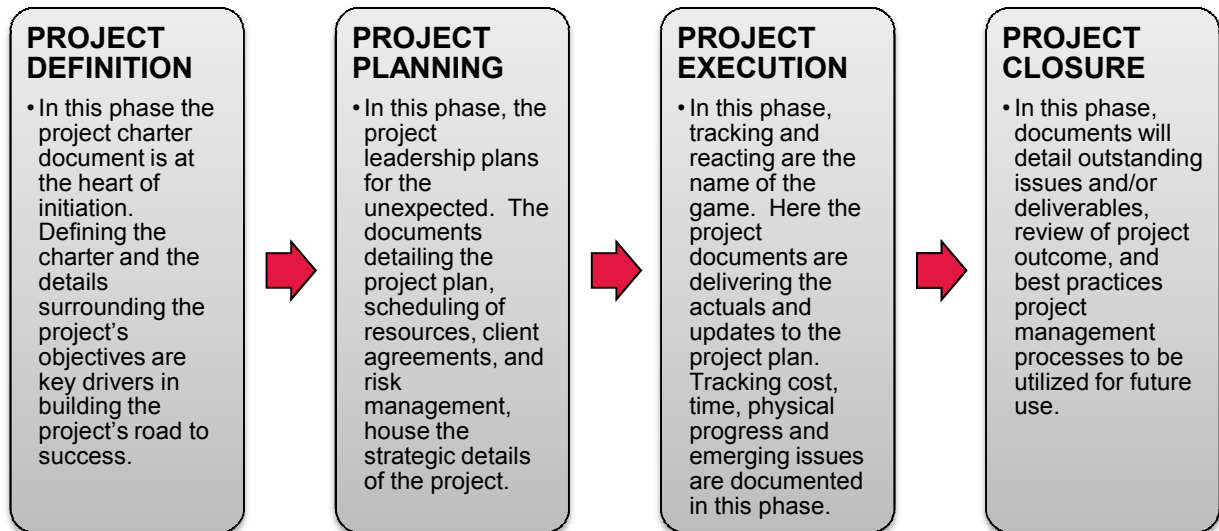 PROJECT
DEFINITION
• In this phase the
project charter
document is at
the heart of
initiation.
Defining the
charter and the
details
surrounding the
project's
objectives are
key drivers in
building the
project's road to
success.
PROJECT
PLANNING
• In this phase, the
project
leadership plans
for the
unexpected.  The
documents
detailing the
project plan,
scheduling of
resources, client
agreements, and
risk
management,
house the
strategic details
of the project.
PROJECT
EXECUTION
• In this phase,
tracking and
reacting are the
name of the
game.  Here the
project
documents are
delivering the
actuals and
updates to the
project plan.
Tracking cost,
time, physical
progress and
emerging issues
are documented
in this phase.
PROJECT
CLOSURE
• In this phase,
documents will
detail outstanding
issues and/or
deliverables,
review of project
outcome, and
best practices
project
management
processes to be
utilized for future
use.